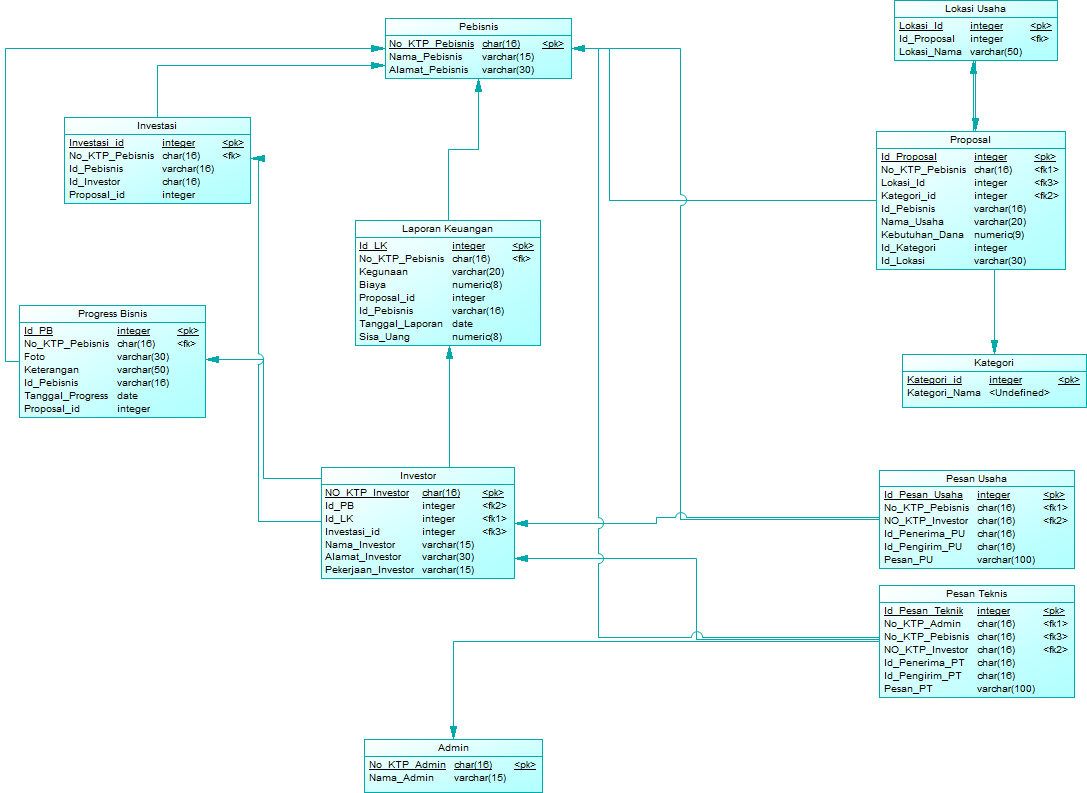 Pebisnis
No_KTP_Pebisnis char(16) <pk>
Nama_Pebisnis varchar(15)
Alamat_Pebisnis varchar(30)
Lokasi Usaha
Lokasi_Id integer <pk>
Id_Proposal integer <fk>
Lokasi_Nama varchar(50)
Investasi
Investasi_id integer <pk>
No_KTP_Pebisnis char(16) <fk>
Id_Pebisnis varchar(16)
Id_Investor char(16)
Proposal_id integer
Proposal
Id_Proposal integer <pk>
No_KTP_Pebisnis char(16) <fk1>
Lokasi_Id integer <fk3>
Kategori_id integer <fk2>
Id_Pebisnis varchar(16)
Nama_Usaha varchar(20)
Kebutuhan_Dana numeric(9)
Id_Kategori integer
Id_Lokasi varchar(30)
Laporan Keuangan
Id_LK integer <pk>
No_KTP_Pebisnis char(16) <fk>
Kegunaan varchar(20)
Biaya numeric(8)
Proposal_id integer
Id_Pebisnis varchar(16)
Tanggal_Laporan date
Sisa_Uang numeric(8)
Progress Bisnis
Id_PB integer <pk>
No_KTP_Pebisnis char(16) <fk>
Foto varchar(30)
Keterangan varchar(50)
Id_Pebisnis varchar(16)
Tanggal_Progress date
Proposal_id integer
Kategori
Kategori_id integer <pk>
Kategori_Nama <Undefined>
Investor
NO_KTP_Investor char(16) <pk>
Id_PB integer <fk2>
Id_LK integer <fk1>
Investasi_id integer <fk3>
Nama_Investor varchar(15)
Alamat_Investor varchar(30)
Pekerjaan_Investor varchar(15)
Pesan Usaha
Id_Pesan_Usaha integer <pk>
No_KTP_Pebisnis char(16) <fk1>
NO_KTP_Investor char(16) <fk2>
Id_Penerima_PU char(16)
Id_Pengirim_PU char(16)
Pesan_PU varchar(100)
Pesan Teknis
Id_Pesan_Teknik integer <pk>
No_KTP_Admin char(16) <fk1>
No_KTP_Pebisnis char(16) <fk3>
NO_KTP_Investor char(16) <fk2>
Id_Penerima_PT char(16)
Id_Pengirim_PT char(16)
Pesan_PT varchar(100)
Admin
No_KTP_Admin char(16) <pk>
Nama_Admin varchar(15)